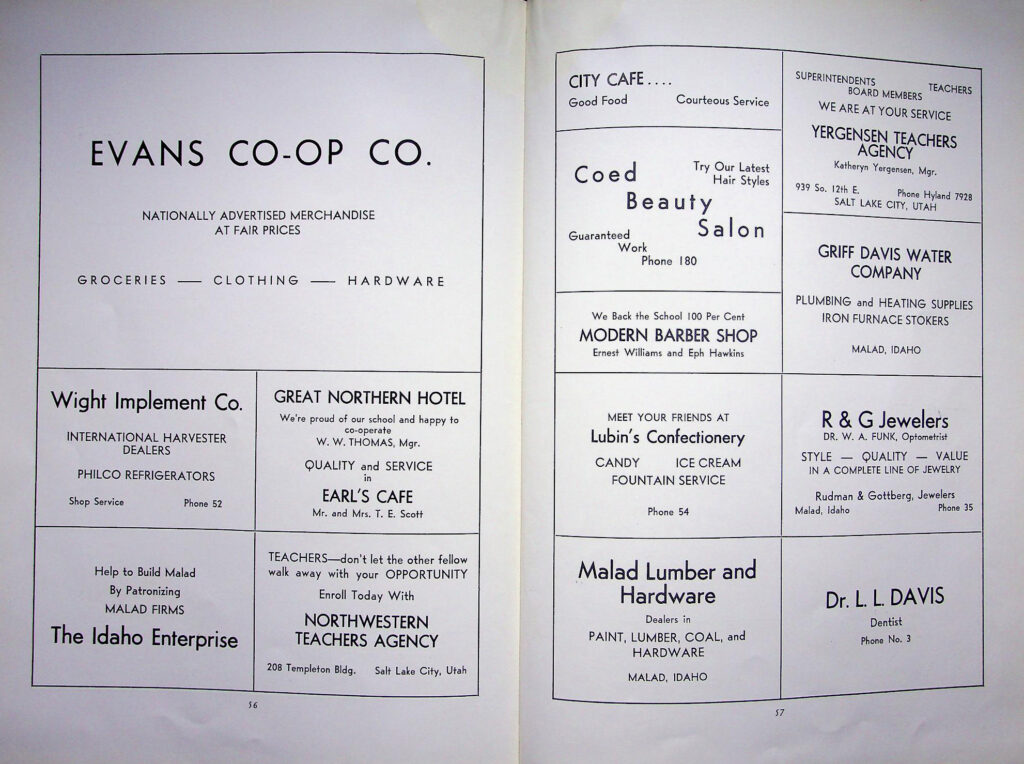 EVANS CO-OP CO.
NATIONALLY ADVERTISED MERCHANDISE
AT FAIR PRICES
GROCERIES — CLOTHING — HARDWARE
Wight Implement Co.
INTERNATIONAL HARVESTER
DEALERS
PHILCO REFRIGERATORS
Shop Service Phone 52
GREAT NORTHERN HOTEL
We're proud of our school and happy to
co-operate
W. W. THOMAS, Mgr.
QUALITY and SERVICE
in
EARL'S CAFE
Mr. and Mrs. T. E. Scott
Help to Build Malad
By Patronizing
MALAD FIRMS
The Idaho Enterprise
TEACHERS—don't let the other fellow
walk away with your OPPORTUNITY
Enroll Today With
NORTHWESTERN
TEACHERS AGENCY
208 Templeton Bldg. Salt Lake City, Utah
56
CITY CAFE....
Good Food Courteous Service
Coed
Try Our Latest
Hair Styles
Beauty
Salon
Guaranteed
Work
Phone 180
We Back the School 100 Per Cent
MODERN BARBER SHOP
Ernest Williams and Eph Hawkins
MEET YOUR FRIENDS AT
Lubin's Confectionery
CANDY ICE CREAM
FOUNTAIN SERVICE
Phone 54
Malad Lumber and
Hardware
Dealers in
PAINT, LUMBER, COAL, and
HARDWARE
MALAD, IDAHO
SUPERINTENDENTS
BOARD MEMBERS
TEACHERS
WE ARE AT YOUR SERVICE
YERGENSEN TEACHERS
AGENCY
Katheryn Yergensen, Mgr.
939 So. 12th E. Phone Hyland 7928
SALT LAKE CITY, UTAH
GRIFF DAVIS WATER
COMPANY
PLUMBING and HEATING SUPPLIES
IRON FURNACE STOKERS
MALAD, IDAHO
R & G Jewelers
DR. W. A. FUNK, Optometrist
STYLE — QUALITY — VALUE
IN A COMPLETE LINE OF JEWELRY
Rudman & Gottberg, Jewelers
Malad, Idaho Phone 35
Dr. L. L. DAVIS
Dentist
Phone No. 3
57